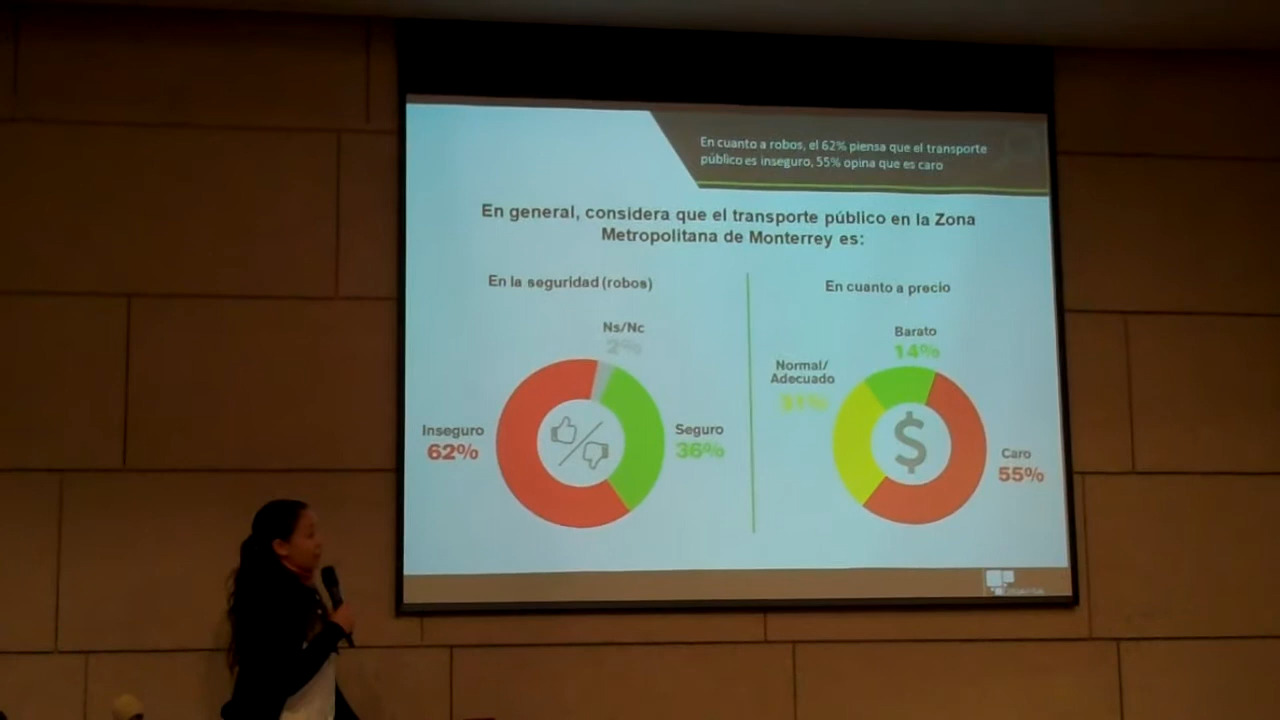 En cuanto a robos, el 62% piensa que el transporte
público es inseguro, 55% opina que es caro
En general, considera que el transporte público en la Zona
Metropolitana de Monterrey es:
En la seguridad (robos)
Ns/Nc
2%
Inseguro
62%
Seguro
36%
En cuanto a precio
Barato
14%
Normal/
Adecuado
31%
$
Caro
55%